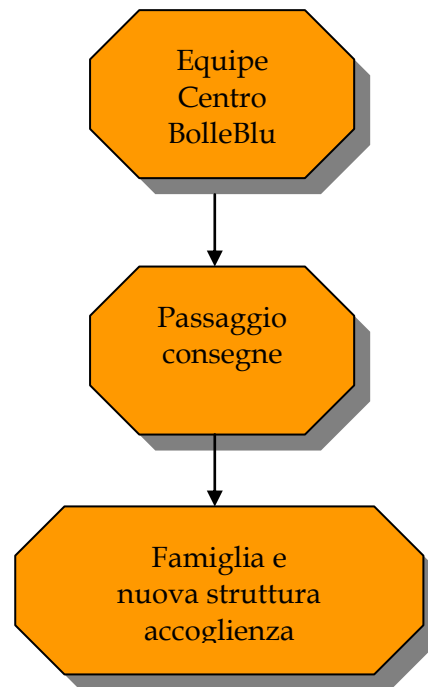 Equipe
Centro
BolleBlu
Passaggio
consegne
Famiglia e
nuova struttura
accoglienza